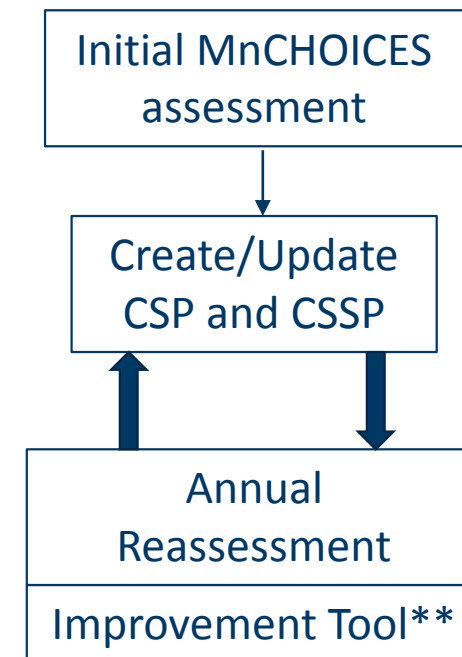 Initial MnCHOICES
assessment
Create/Update
CSP and CSSP
Annual
Reassessment
Improvement Tool**